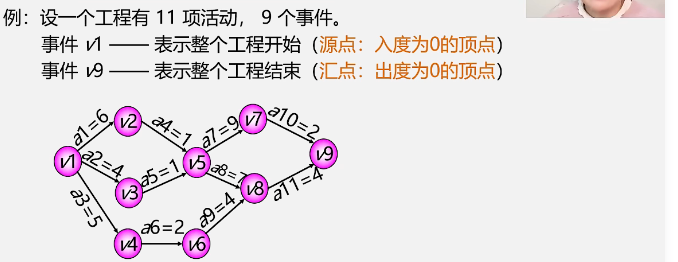 例：设一个工程有 11 项活动， 9 个事件。
事件 v1 —— 表示整个工程开始（源点：入度为0的顶点）
事件 v9 —— 表示整个工程结束（汇点：出度为0的顶点）
a1=6
v2
a4=1
a7=9
v7
a10=2
v1
a2=4
a5=1
v5
a8=7
v9
v3
v8
a11=4
a3=5
a9=4
v4
a6=2
v6